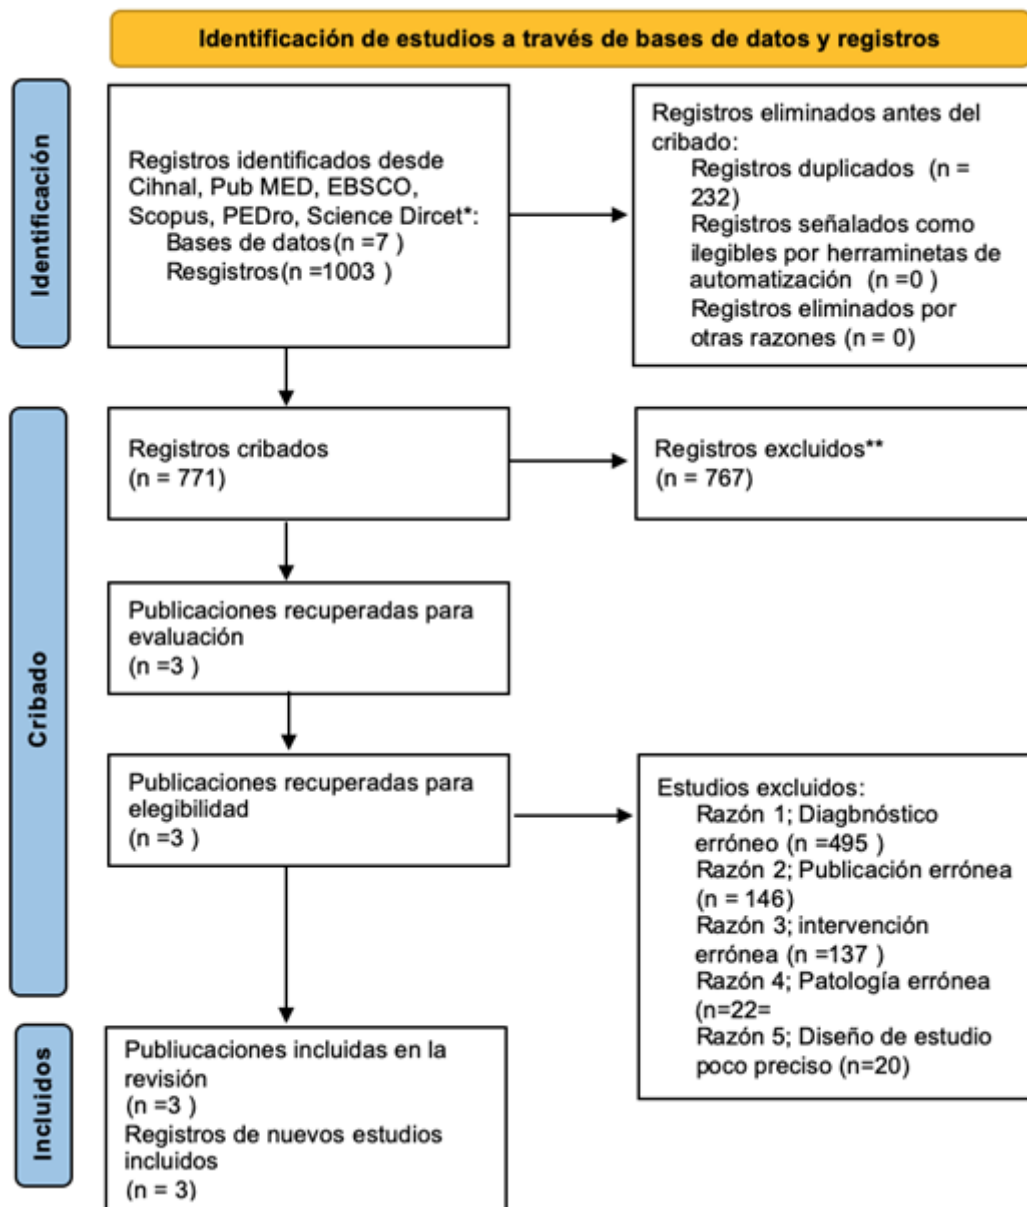 Identificación de estudios a través de bases de datos y registros
Identificación
Registros identificados desde
Cihnal, Pub MED, EBSCO,
Scopus, PEDro, Science Dircet*:
Bases de datos(n =7 )
Resgistros(n =1003 )
Registros eliminados antes del
cribado:
Registros duplicados (n =
232)
Registros señalados como
ilegibles por herraminetas de
automatización (n =0 )
Registros eliminados por
otras razones (n = 0)
Cribado
Registros cribados
(n = 771)
Registros excluidos**
(n = 767)
Publicaciones recuperadas para
evaluación
(n =3 )
Publicaciones recuperadas para
elegibilidad
(n =3 )
Estudios excluidos:
Razón 1; Diagbnóstico
erróneo (n =495 )
Razón 2; Publicación errónea
(n = 146)
Razón 3; intervención
errónea (n =137 )
Razón 4; Patología errónea
(n=22=
Razón 5; Diseño de estudio
poco preciso (n=20)
Incluidos
Publiucaciones incluidas en la
revisión
(n =3 )
Registros de nuevos estudios
incluidos
(n = 3)